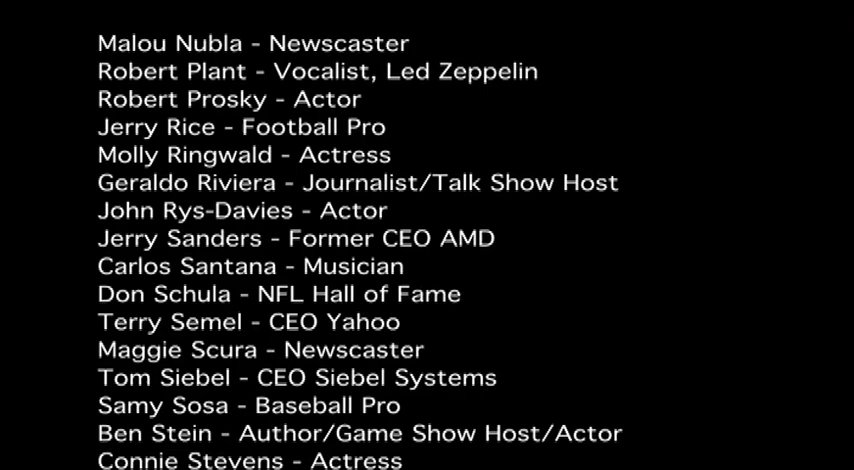 Malou Nubla - Newscaster
Robert Plant - Vocalist, Led Zeppelin
Robert Prosky - Actor
Jerry Rice - Football Pro
Molly Ringwald - Actress
Geraldo Riviera - Journalist/Talk Show Host
John Rys-Davies - Actor
Jerry Sanders - Former CEO AMD
Carlos Santana - Musician
Don Schula - NFL Hall of Fame
Terry Semel - CEO Yahoo
Maggie Scura - Newscaster
Tom Siebel - CEO Siebel Systems
Samy Sosa - Baseball Pro
Ben Stein - Author/Game Show Host/Actor
Connie Stevens - Actress